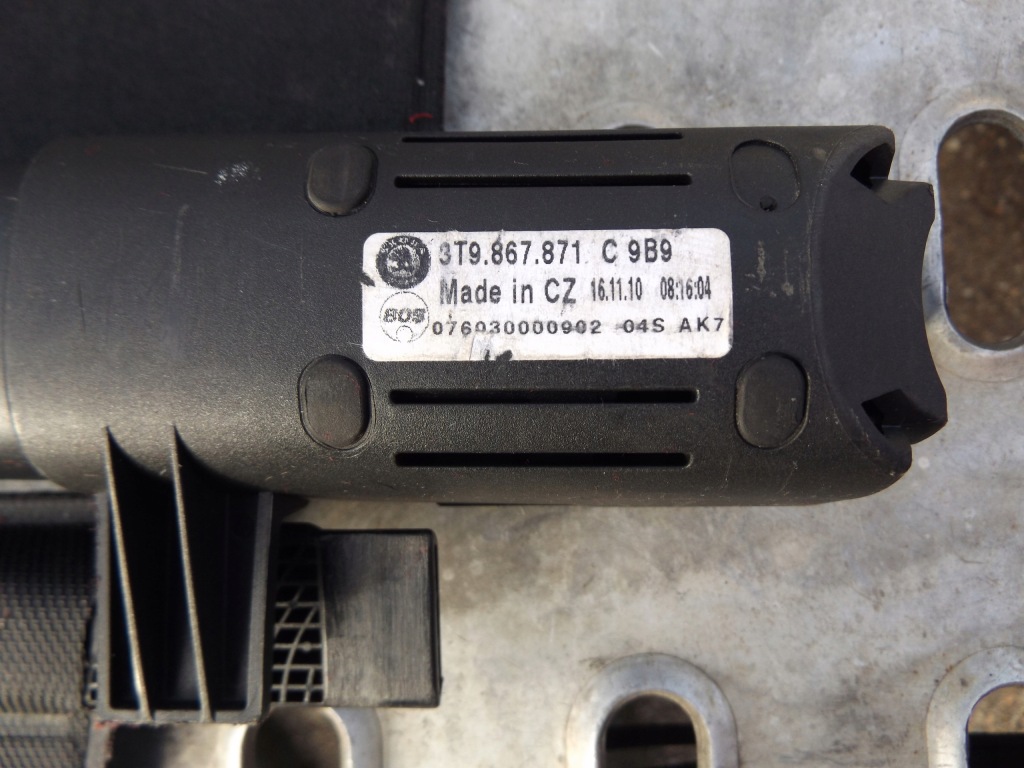 3T9.867.871 C 9B9
Made in CZ 16.11.10 08:16:04
BOS
076030000902 04S AK7